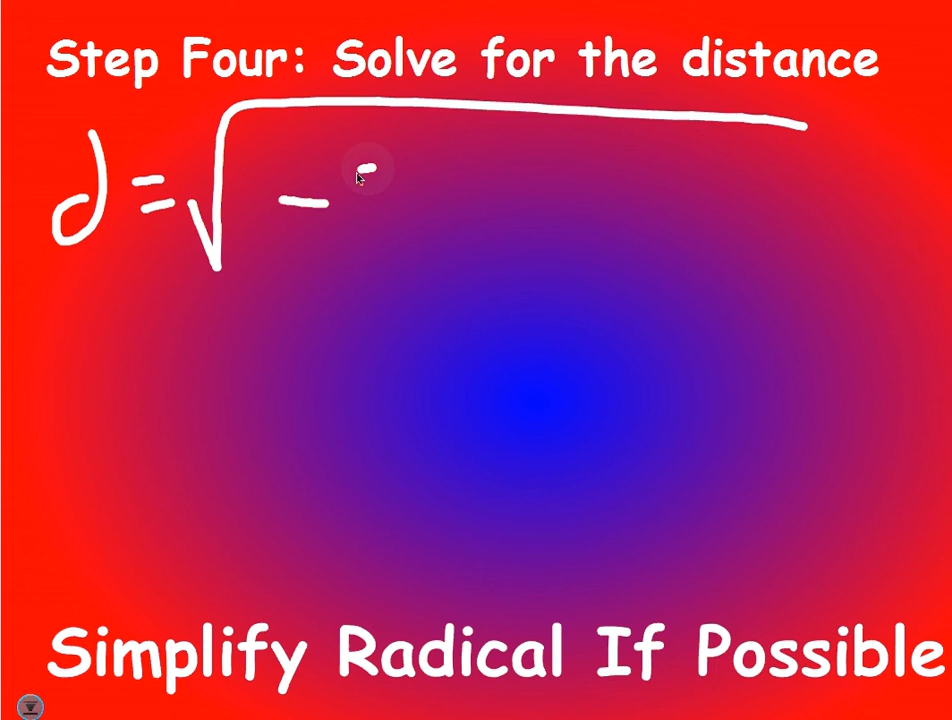 Step Four: Solve for the distance
d = √ -
Simplify Radical If Possible